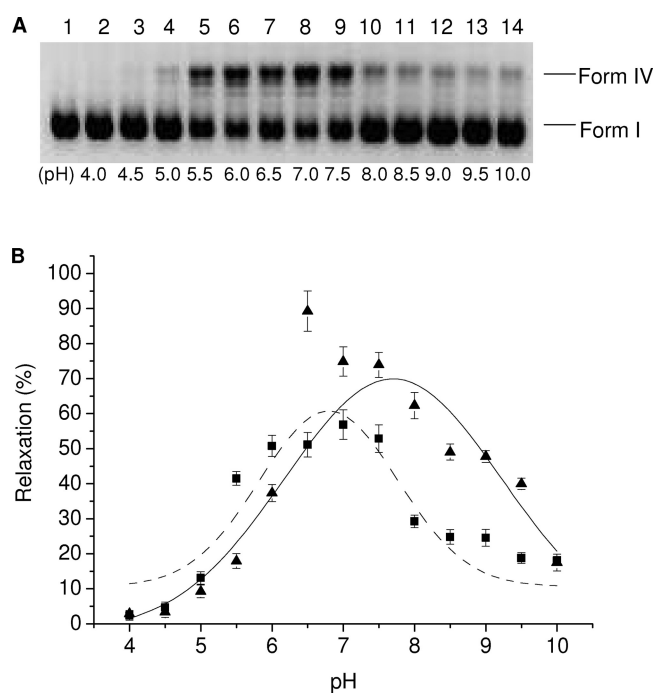 A
1 2 3 4 5 6 7 8 9 10 11 12 13 14
Form IV
Form I
(pH) 4.0 4.5 5.0 5.5 6.0 6.5 7.0 7.5 8.0 8.5 9.0 9.5 10.0
B
100
90
80
70
60
50
40
30
20
10
0
Relaxation (%)
4 5 6 7 8 9 10
pH